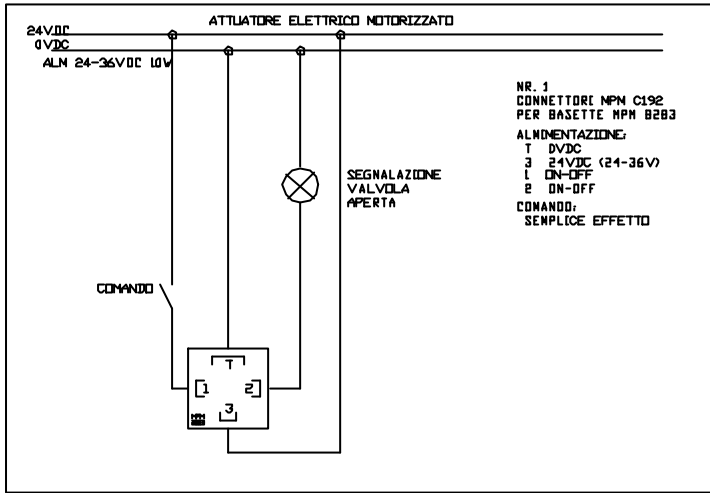 ATTUATORE ELETTRICO MOTORIZZATO
24VDC
0VDC
ALM 24-36VDC 10W
NR. 1
CONNETTORE MPM C192
PER BASETTE MPM B283
ALIMENTAZIONE:
T 0VDC
3 24VDC (24-36V)
1 ON-OFF
2 ON-OFF
COMANDO:
SEMPLICE EFFETTO
SEGNALAZIONE
VALVOLA
APERTA
COMANDO
T
1 2
3